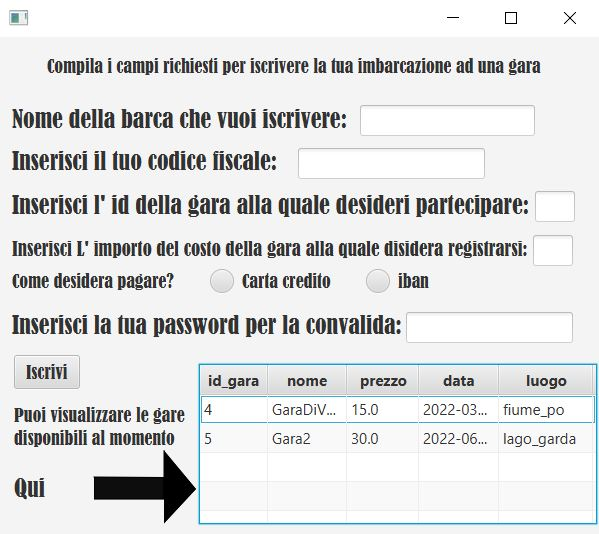 Compila i campi richiesti per iscrivere la tua imbarcazione ad una gara
Nome della barca che vuoi iscrivere:
Inserisci il tuo codice fiscale:
Inserisci l' id della gara alla quale desideri partecipare:
Inserisci L' importo del costo della gara alla quale disidera registrarsi:
Come desidera pagare? Carta credito iban
Inserisci la tua password per la convalida:
Iscrivi
Puoi visualizzare le gare
disponibili al momento
Qui
id_gara nome prezzo data luogo
4 GaraDiV... 15.0 2022-03... fiume_po
5 Gara2 30.0 2022-06... lago_garda